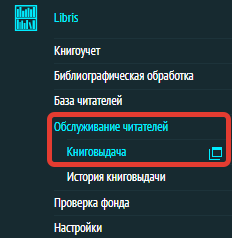 Libris
Книгоучет
Библиографическая обработка
База читателей
Обслуживание читателей
Книговыдача
История книговыдачи
Проверка фонда
Настройки